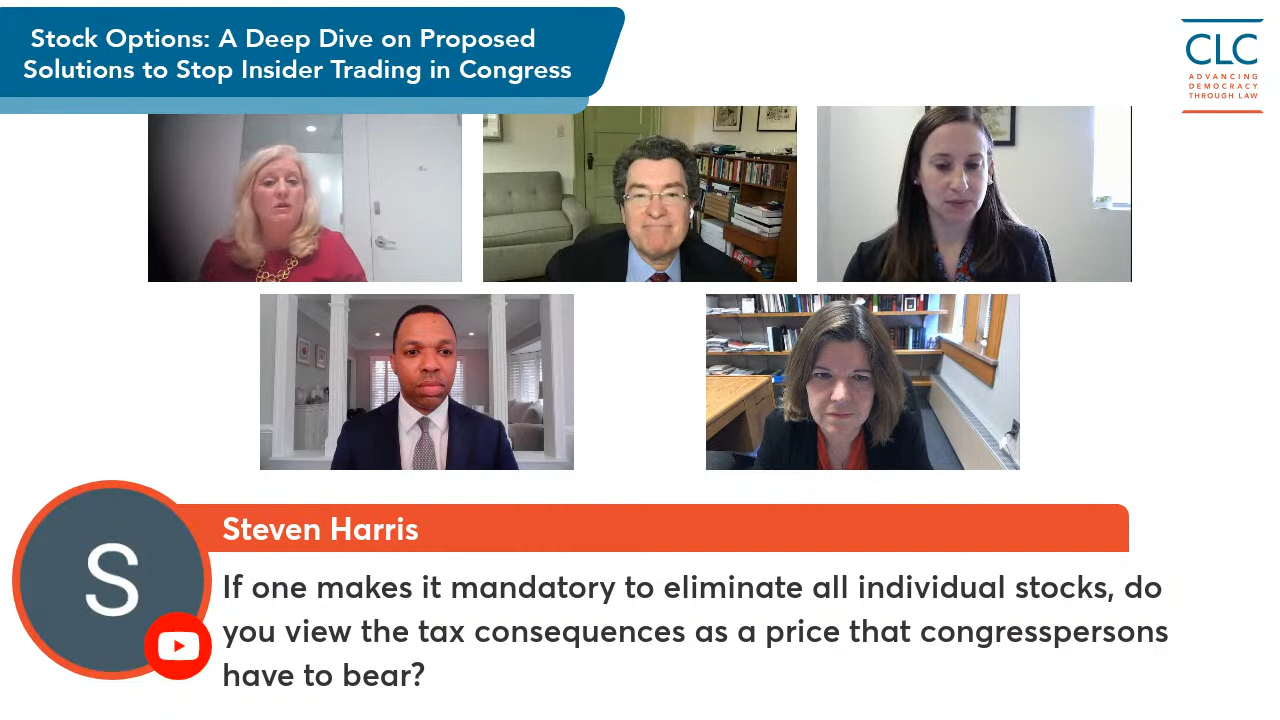 Stock Options: A Deep Dive on Proposed
Solutions to Stop Insider Trading in Congress
CLC
ADVANCING
DEMOCRACY
THROUGH LAW
S
Steven Harris
If one makes it mandatory to eliminate all individual stocks, do
you view the tax consequences as a price that congresspersons
have to bear?